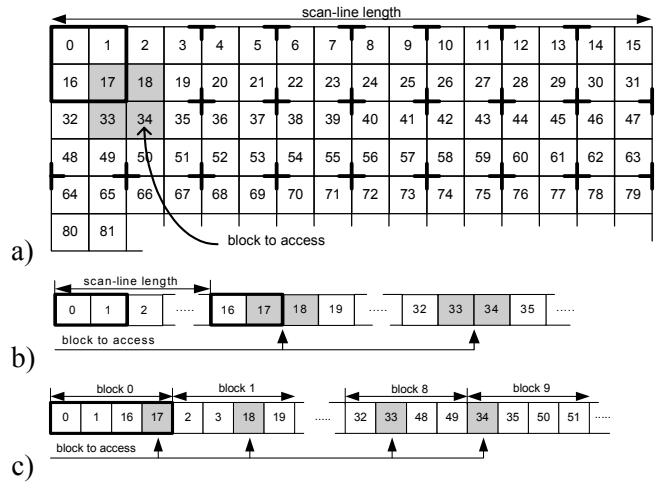 scan-line length
0 1 2 3 4 5 6 7 8 9 10 11 12 13 14 15
16 17 18 19 20 21 22 23 24 25 26 27 28 29 30 31
32 33 34 35 36 37 38 39 40 41 42 43 44 45 46 47
48 49 50 51 52 53 54 55 56 57 58 59 60 61 62 63
64 65 66 67 68 69 70 71 72 73 74 75 76 77 78 79
80 81
block to access
a)
scan-line length
0 1 2 ..... 16 17 18 19 ..... 32 33 34 35 .....
block to access
b)
block 0 block 1 block 8 block 9
0 1 16 17 2 3 18 19 ..... 32 33 48 49 34 35 50 51 .....
block to access
c)